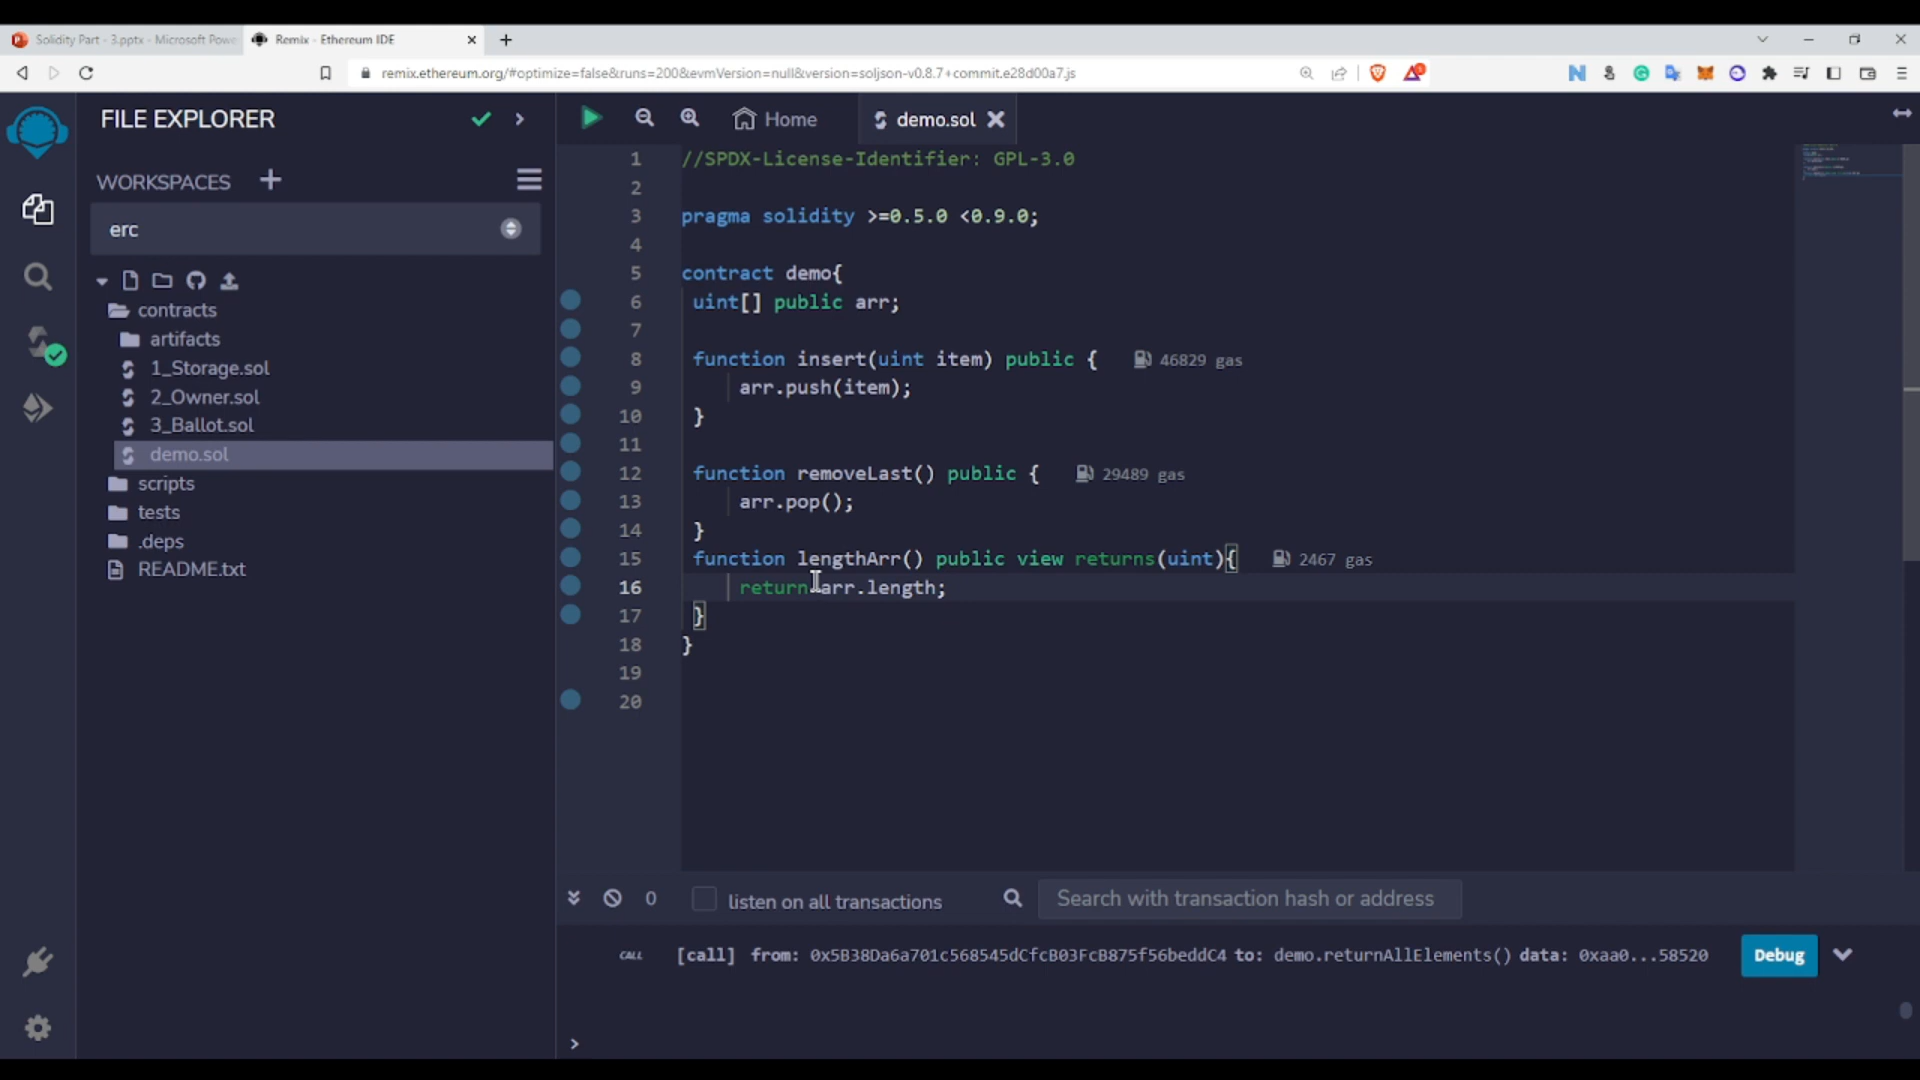 Solidity Part - 3.pptx - Microsoft Powe
Remix - Ethereum IDE
remix.ethereum.org/#optimize=false&runs=200&evmVersion=null&version=soljson-v0.8.7+commit.e28d00a7.js
FILE EXPLORER
WORKSPACES
erc
contracts
artifacts
1_Storage.sol
2_Owner.sol
3_Ballot.sol
demo.sol
scripts
tests
.deps
README.txt
Home
demo.sol
1 //SPDX-License-Identifier: GPL-3.0
2
3 pragma solidity >=0.5.0 <0.9.0;
4
5 contract demo{
6 uint[] public arr;
7
8 function insert(uint item) public { 46829 gas
9 arr.push(item);
10 }
11
12 function removeLast() public { 29489 gas
13 arr.pop();
14 }
15 function lengthArr() public view returns(uint){ 2467 gas
16 return arr.length;
17 }
18 }
19
20
0
listen on all transactions
Search with transaction hash or address
CALL [call] from: 0x5B38Da6a701c568545dCfcB03FcB875f56beddC4 to: demo.returnAllElements() data: 0xaa0...58520
Debug
>